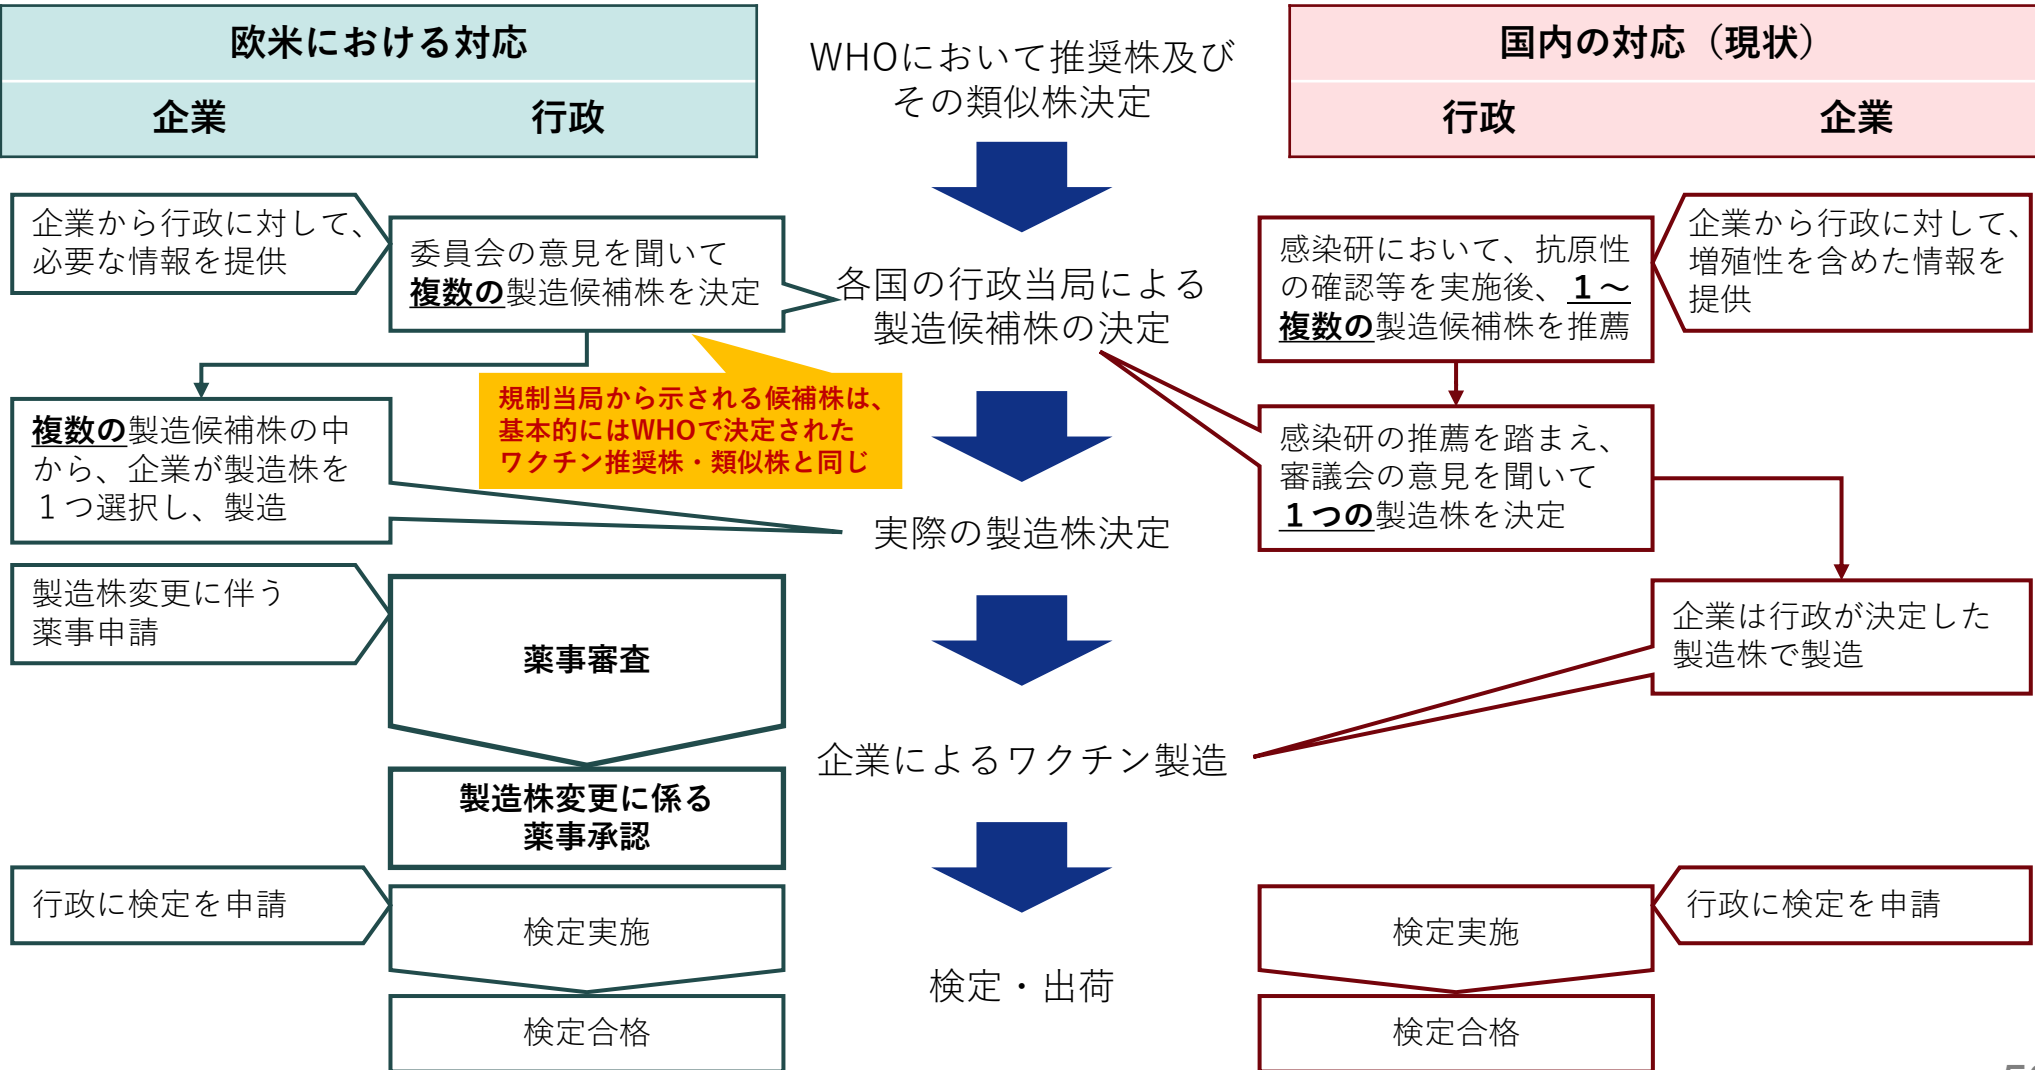 欧米における対応
企業
行政
WHOにおいて推奨株及び
その類似株決定
国内の対応（現状）
行政
企業
企業から行政に対して、
必要な情報を提供
委員会の意見を聞いて
複数の製造候補株を決定
各国の行政当局による
製造候補株の決定
感染研において、抗原性
の確認等を実施後、１～
複数の製造候補株を推薦
企業から行政に対して、
増殖性を含めた情報を
提供
規制当局から示される候補株は、
基本的にはWHOで決定された
ワクチン推奨株・類似株と同じ
複数の製造候補株の中
から、企業が製造株を
１つ選択し、製造
実際の製造株決定
感染研の推薦を踏まえ、
審議会の意見を聞いて
１つの製造株を決定
製造株変更に伴う
薬事申請
薬事審査
企業は行政が決定した
製造株で製造
企業によるワクチン製造
製造株変更に係る
薬事承認
行政に検定を申請
検定実施
検定合格
検定・出荷
検定実施
検定合格
行政に検定を申請